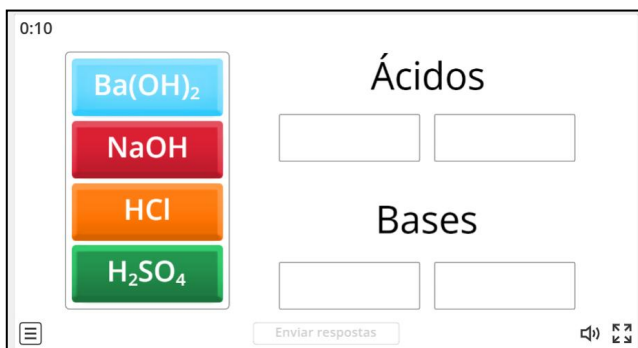 0:10
Ba(OH)₂
NaOH
HCl
H₂SO₄
Ácidos
Bases
Enviar respostas